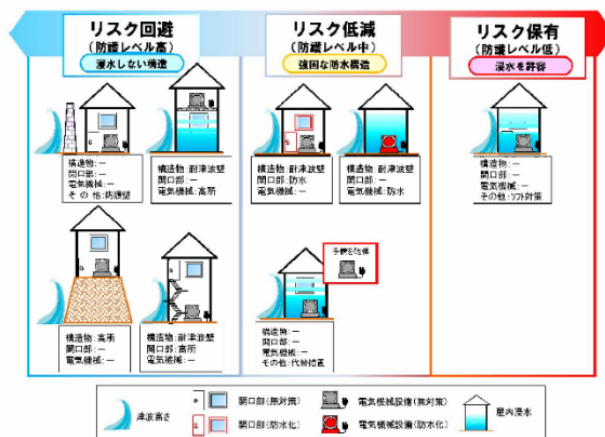 リスク回避
(防護レベル高)
浸水しない構造
構造物:ー
開口部:ー
電気機械:ー
その他:防護壁
構造物:耐津波壁
開口部:ー
電気機械:高所
構造物:高所
開口部:ー
電気機械:ー
構造物:耐津波壁
開口部:高所
電気機械:ー
リスク低減
(防護レベル中)
強固な防水構造
構造物:耐津波壁
開口部:防水
電気機械:ー
構造物:耐津波壁
開口部:ー
電気機械:防水
構造物:ー
開口部:ー
電気機械:ー
その他:代替措置
リスク保有
(防護レベル低)
浸水を許容
構造物:ー
開口部:ー
電気機械:ー
その他:ソフト対策
津波高さ
開口部(無対策)
開口部(防水化)
電気機械設備(無対策)
電気機械設備(防水化)
屋内浸水